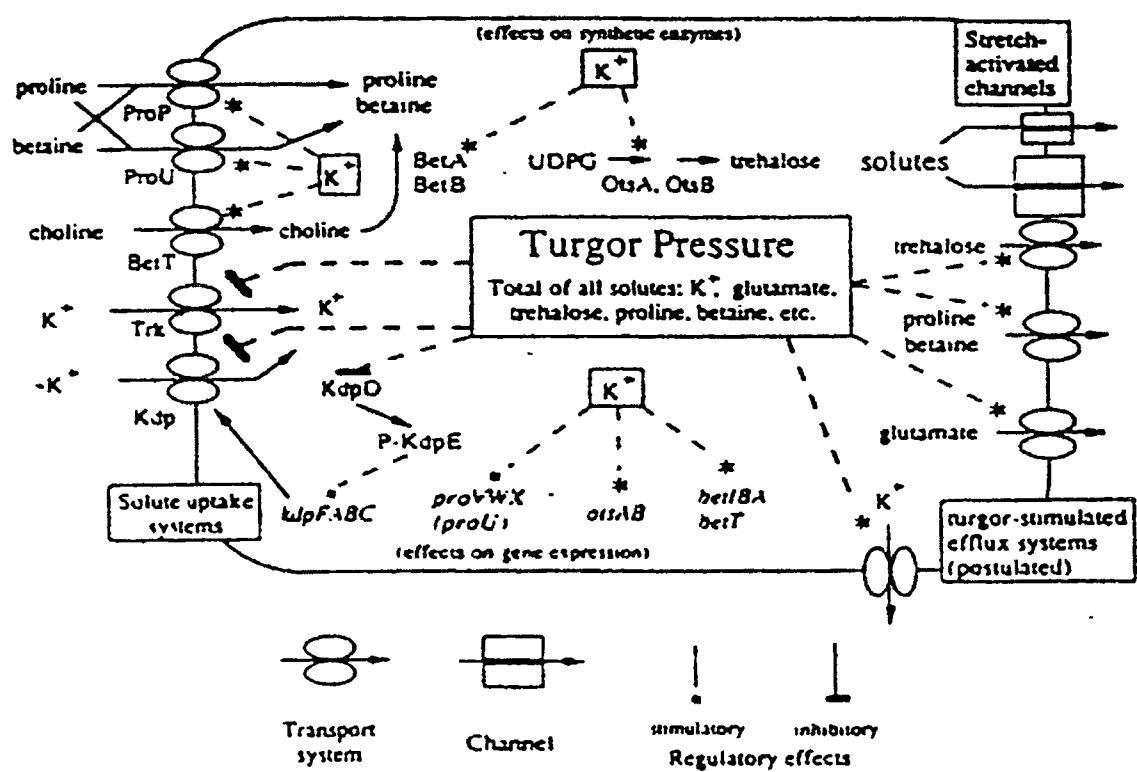 (effects on synthetic enzymes)
Stretch-
activated
channels
K+
proline
proline
betaine
ProP
*
betaine
ProU
*
K+
BetA *
BetB
UDPG
*
trehalose
OtsA, OtsB
solutes
choline
*
choline
BetT
Turgor Pressure
Total of all solutes: K+, glutamate,
trehalose, proline, betaine, etc.
trehalose
*
K+
K+
Trk
proline
betaine
*
K+
Kdp
KdpD
K+
P-KdpE
*
glutamate
Solute uptake
systems
kdpFABC
proVWX
(proU)
*
otsAB
*
betIBA
betT
(effects on gene expression)
K+
*
turgor-stimulated
efflux systems
(postulated)
Transport
system
Channel
stimulatory
inhibitory
Regulatory effects